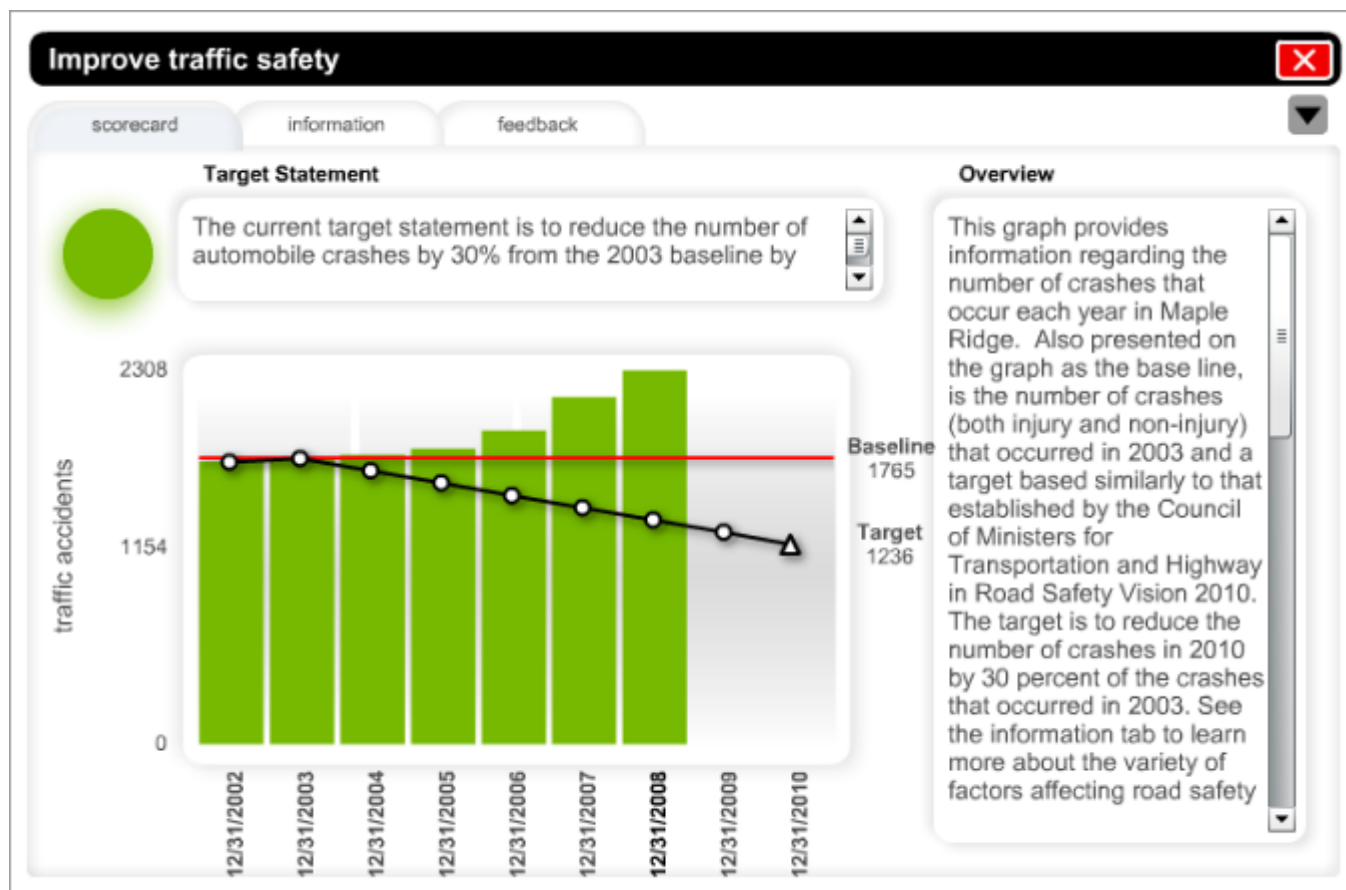 Improve traffic safety
scorecard
information
feedback
Target Statement
The current target statement is to reduce the number of
automobile crashes by 30% from the 2003 baseline by
Overview
This graph provides
information regarding the
number of crashes that
occur each year in Maple
Ridge.  Also presented on
the graph as the base line,
is the number of crashes
(both injury and non-injury)
that occurred in 2003 and a
target based similarly to that
established by the Council
of Ministers for
Transportation and Highway
in Road Safety Vision 2010.
The target is to reduce the
number of crashes in 2010
by 30 percent of the crashes
that occurred in 2003. See
the information tab to learn
more about the variety of
factors affecting road safety
traffic accidents
2308
1154
0
Baseline
1765
Target
1236
12/31/2002
12/31/2003
12/31/2004
12/31/2005
12/31/2006
12/31/2007
12/31/2008
12/31/2009
12/31/2010